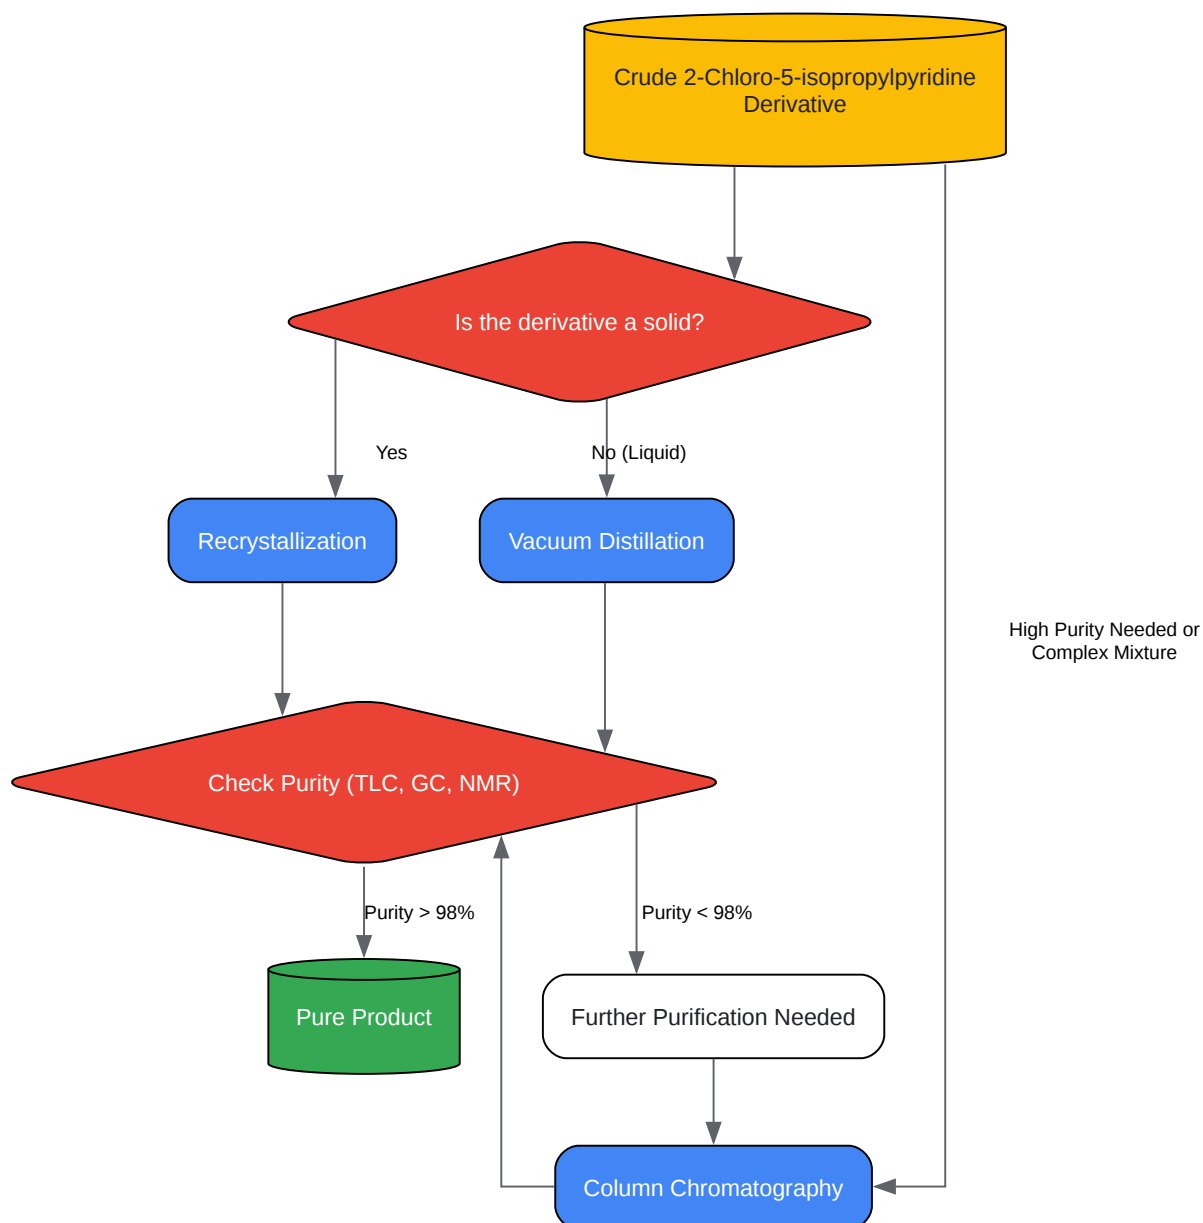 Crude 2-Chloro-5-isopropylpyridine
Derivative
Is the derivative a solid?
Yes
No (Liquid)
Recrystallization
Vacuum Distillation
High Purity Needed or
Complex Mixture
Check Purity (TLC, GC, NMR)
Purity > 98%
Purity < 98%
Pure Product
Further Purification Needed
Column Chromatography